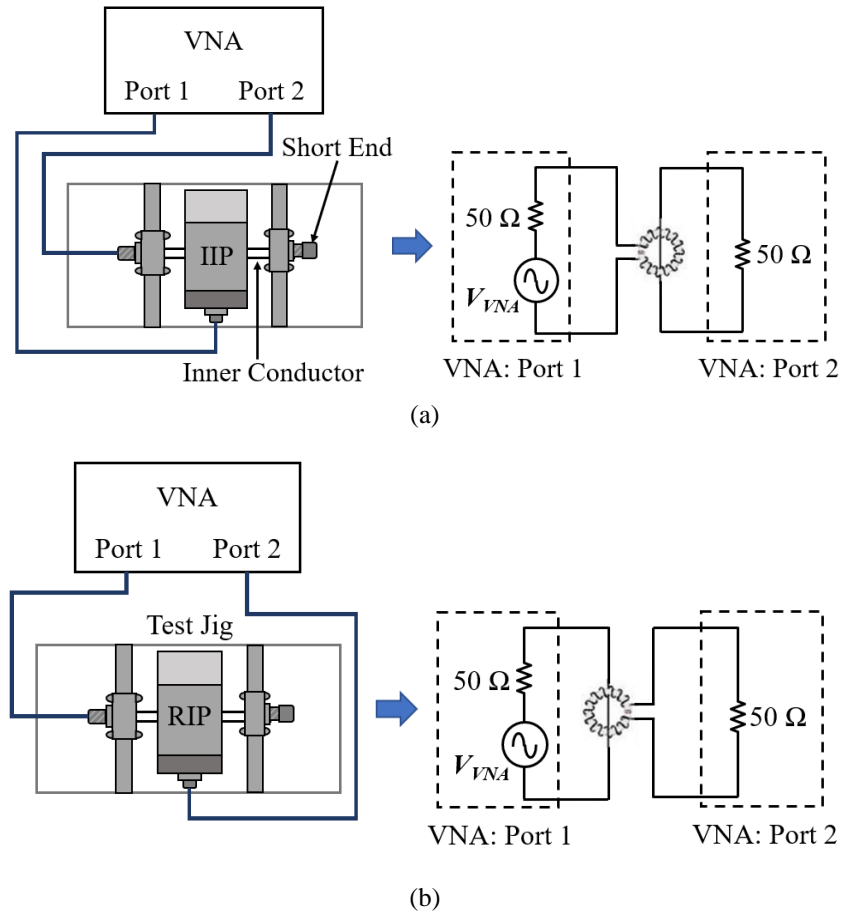 VNA
Port 1 Port 2
Short End
IIP
Inner Conductor
50 Ω
V_VNA
50 Ω
VNA: Port 1
VNA: Port 2
(a)
VNA
Port 1 Port 2
Test Jig
RIP
50 Ω
V_VNA
50 Ω
VNA: Port 1
VNA: Port 2
(b)